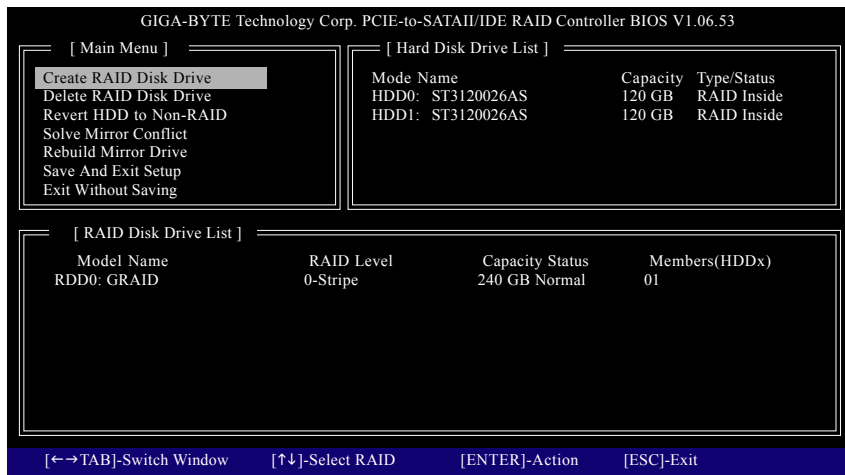 GIGA-BYTE Technology Corp. PCIE-to-SATAII/IDE RAID Controller BIOS V1.06.53
[ Main Menu ]
Create RAID Disk Drive
Delete RAID Disk Drive
Revert HDD to Non-RAID
Solve Mirror Conflict
Rebuild Mirror Drive
Save And Exit Setup
Exit Without Saving
[ Hard Disk Drive List ]
Mode Name Capacity Type/Status
HDD0: ST3120026AS 120 GB RAID Inside
HDD1: ST3120026AS 120 GB RAID Inside
[ RAID Disk Drive List ]
Model Name RAID Level Capacity Status Members(HDDx)
RDD0: GRAID 0-Stripe 240 GB Normal 01
[←→TAB]-Switch Window [↑↓]-Select RAID [ENTER]-Action [ESC]-Exit